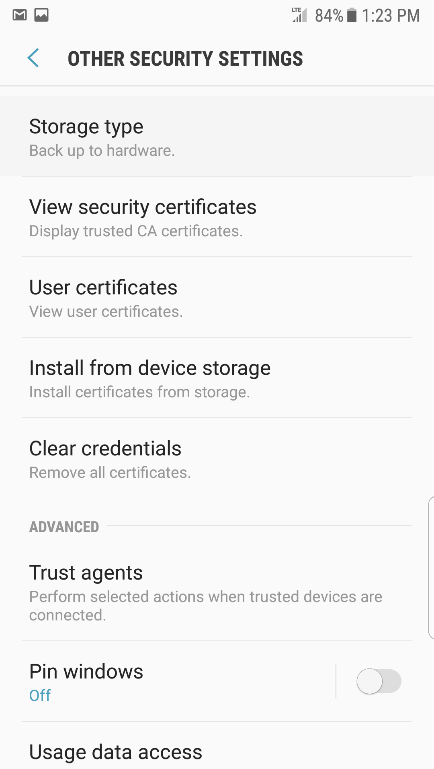 LTE 84% 1:23 PM
OTHER SECURITY SETTINGS
Storage type
Back up to hardware.
View security certificates
Display trusted CA certificates.
User certificates
View user certificates.
Install from device storage
Install certificates from storage.
Clear credentials
Remove all certificates.
ADVANCED
Trust agents
Perform selected actions when trusted devices are
connected.
Pin windows
Off
Usage data access